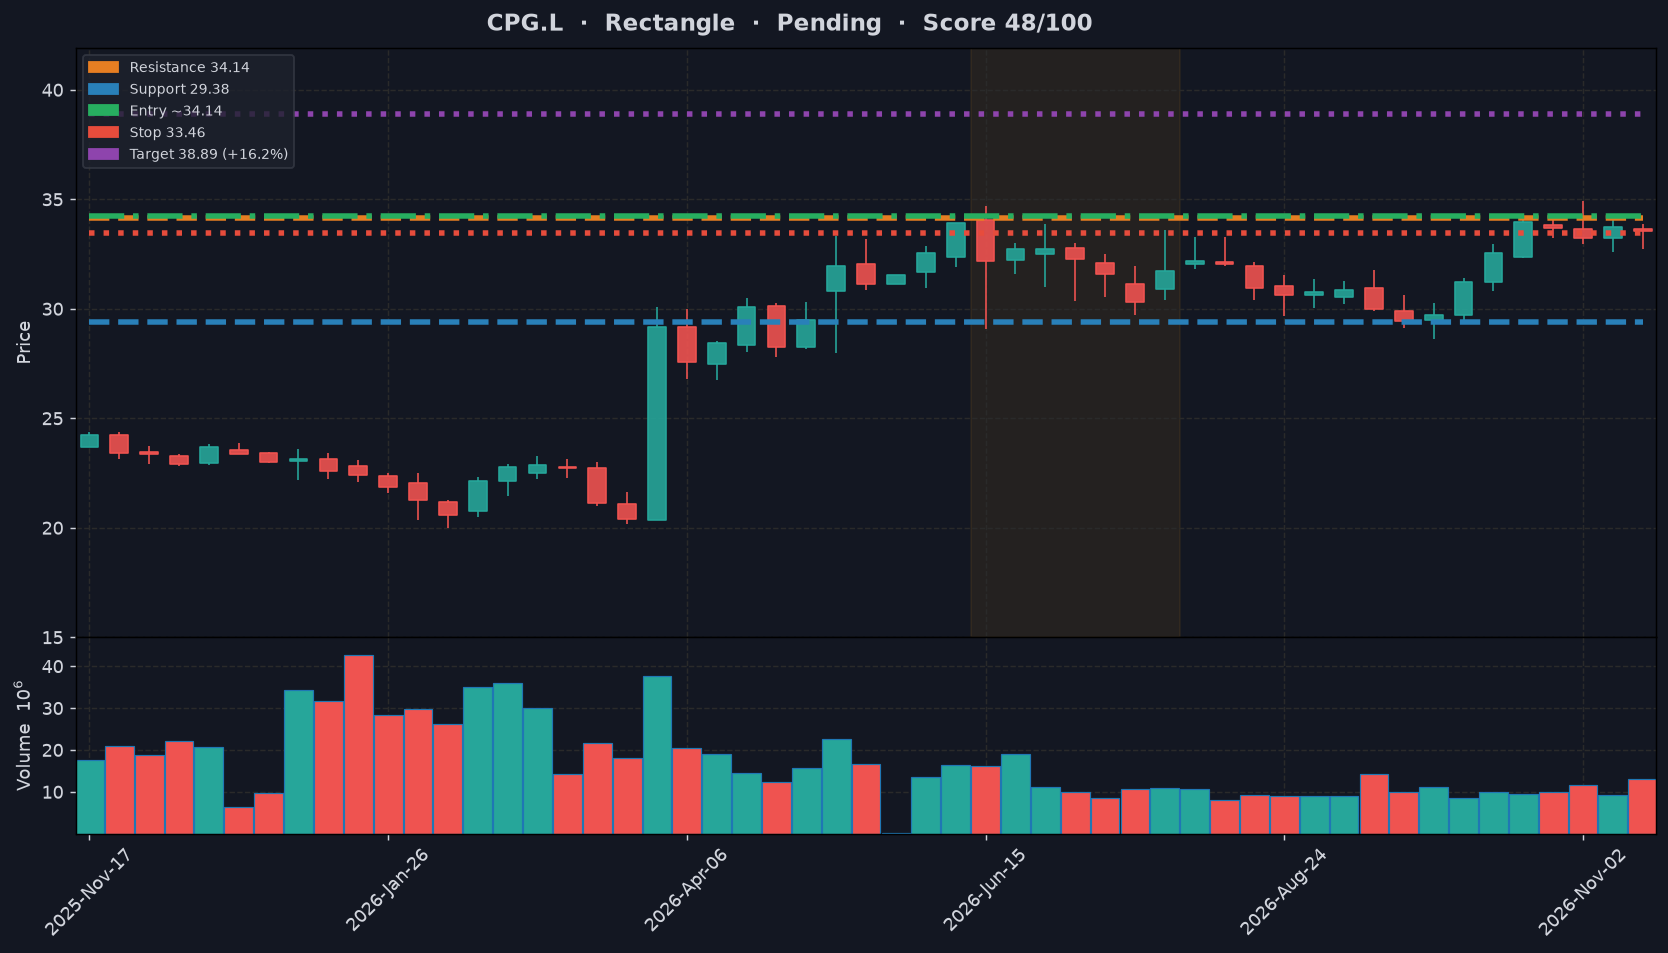 CPG.L · Rectangle · Pending · Score 48/100
Resistance 34.14
Support 29.38
Entry ~34.14
Stop 33.46
Target 38.89 (+16.2%)
Price
40
35
30
25
20
15
Volume 10⁶
40
30
20
10
2025-Nov-17
2026-Jan-26
2026-Apr-06
2026-Jun-15
2026-Aug-24
2026-Nov-02